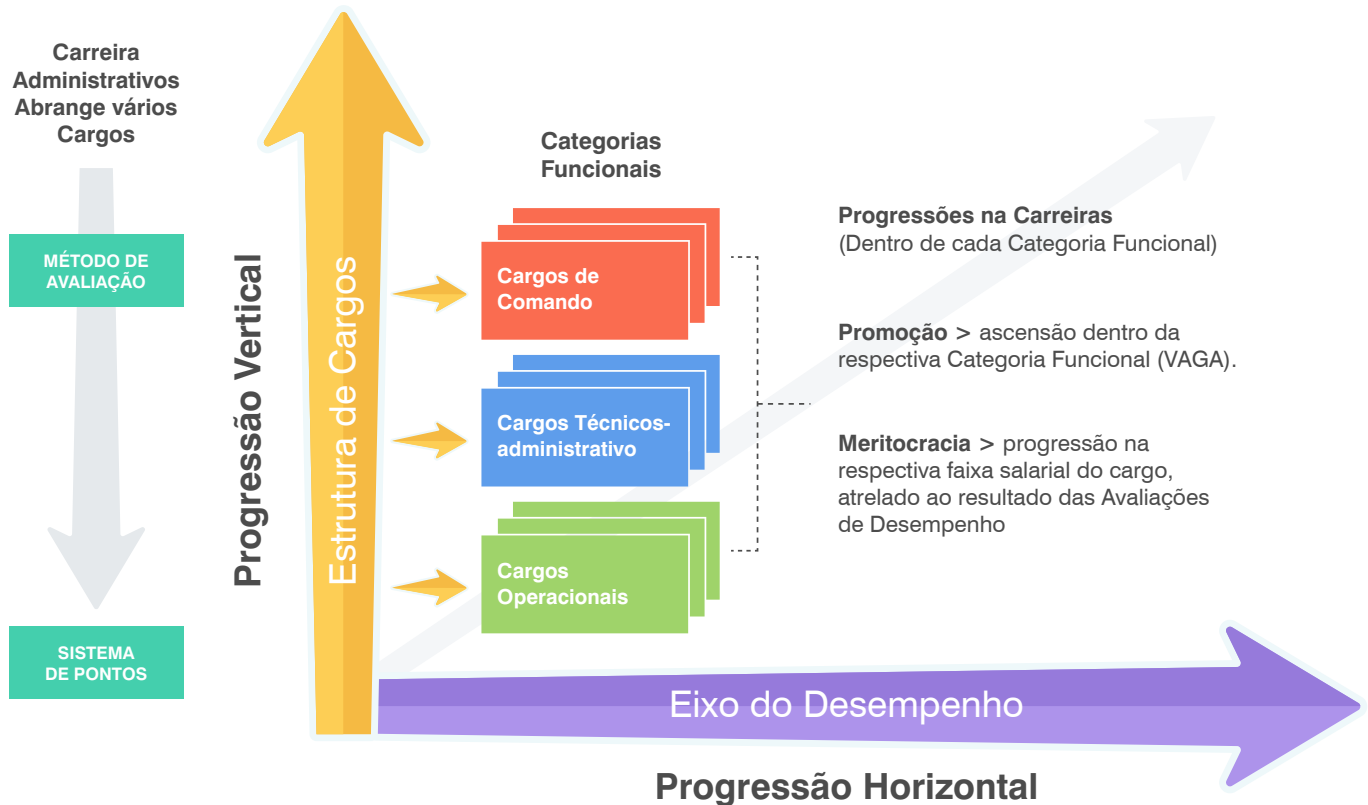 Carreira
Administrativos
Abrange vários
Cargos
MÉTODO DE
AVALIAÇÃO
SISTEMA
DE PONTOS
Progressão Vertical
Estrutura de Cargos
Categorias
Funcionais
Cargos de
Comando
Cargos Técnicos-
administrativo
Cargos
Operacionais
Progressões na Carreiras
(Dentro de cada Categoria Funcional)
Promoção > ascensão dentro da
respectiva Categoria Funcional (VAGA).
Meritocracia > progressão na
respectiva faixa salarial do cargo,
atrelado ao resultado das Avaliações
de Desempenho
Eixo do Desempenho
Progressão Horizontal